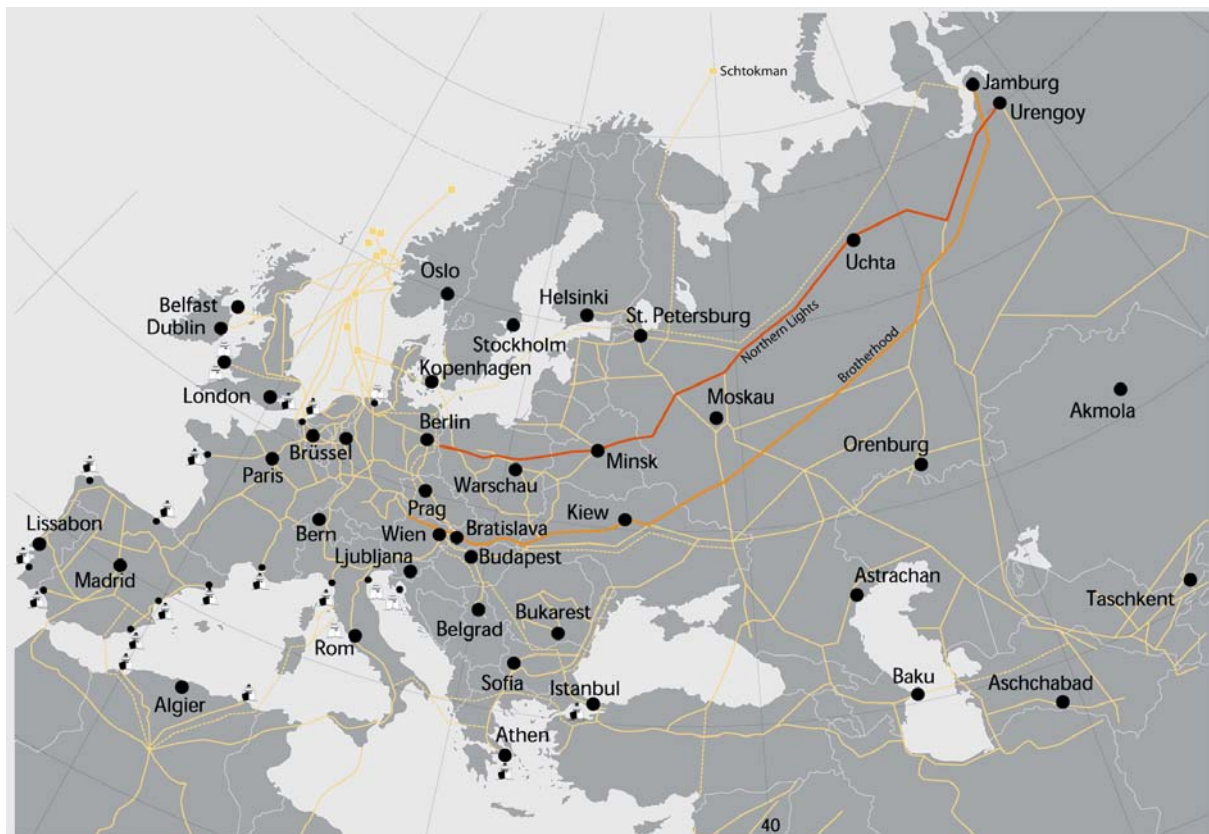 Schtokman
Jamburg
Urengoy
Uchta
Oslo
Belfast
Dublin
Helsinki
St. Petersburg
Stockholm
Northern Lights
Brotherhood
Kopenhagen
London
Moskau
Akmola
Berlin
Orenburg
Brüssel
Minsk
Paris
Warschau
Prag
Kiew
Lissabon
Bern
Wien
Bratislava
Ljubljana
Budapest
Madrid
Astrachan
Taschkent
Bukarest
Belgrad
Rom
Sofia
Istanbul
Baku
Aschchabad
Algier
Athen
40